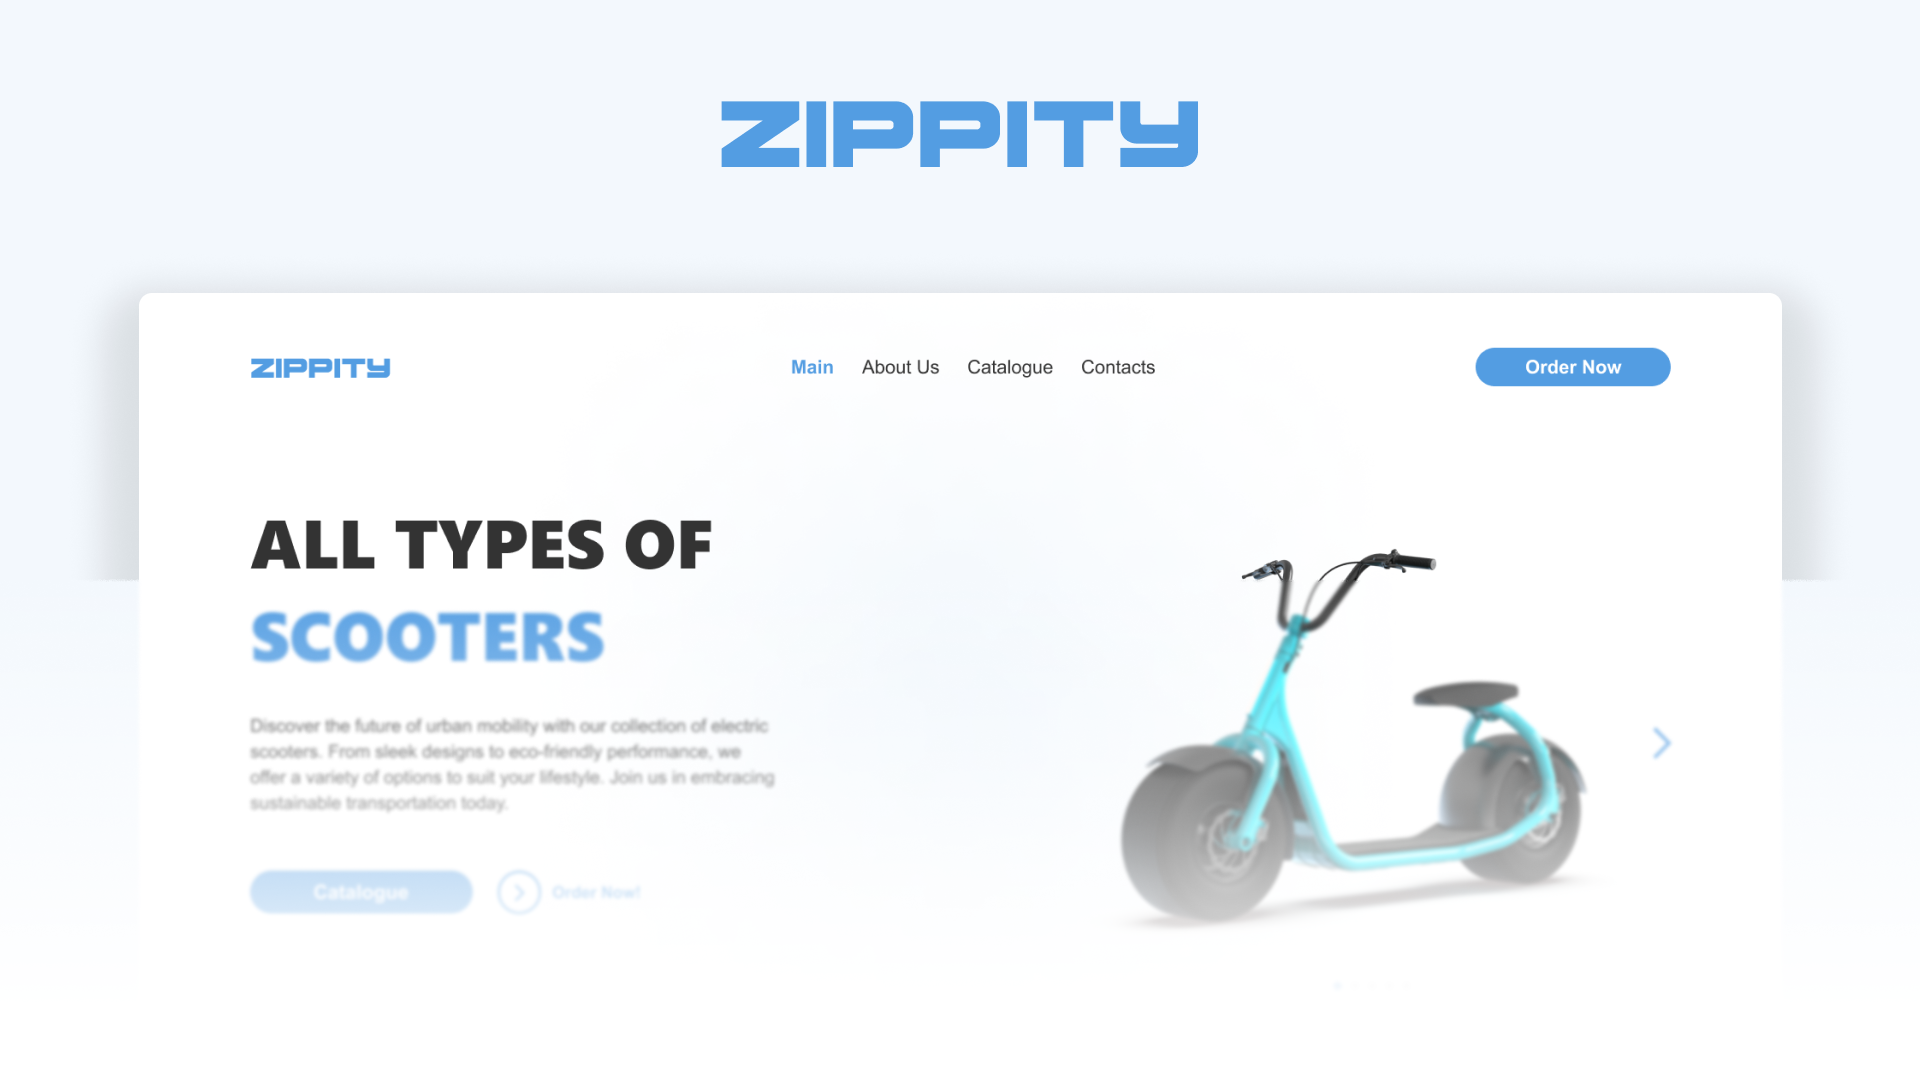 ZIPPITY
ZIPPITY
Main About Us Catalogue Contacts
Order Now
ALL TYPES OF
SCOOTERS
Discover the future of urban mobility with our collection of electric
scooters. From sleek designs to eco-friendly performance, we
offer a variety of options to suit your lifestyle. Join us in embracing
sustainable transportation today.
Catalogue
Order Now!